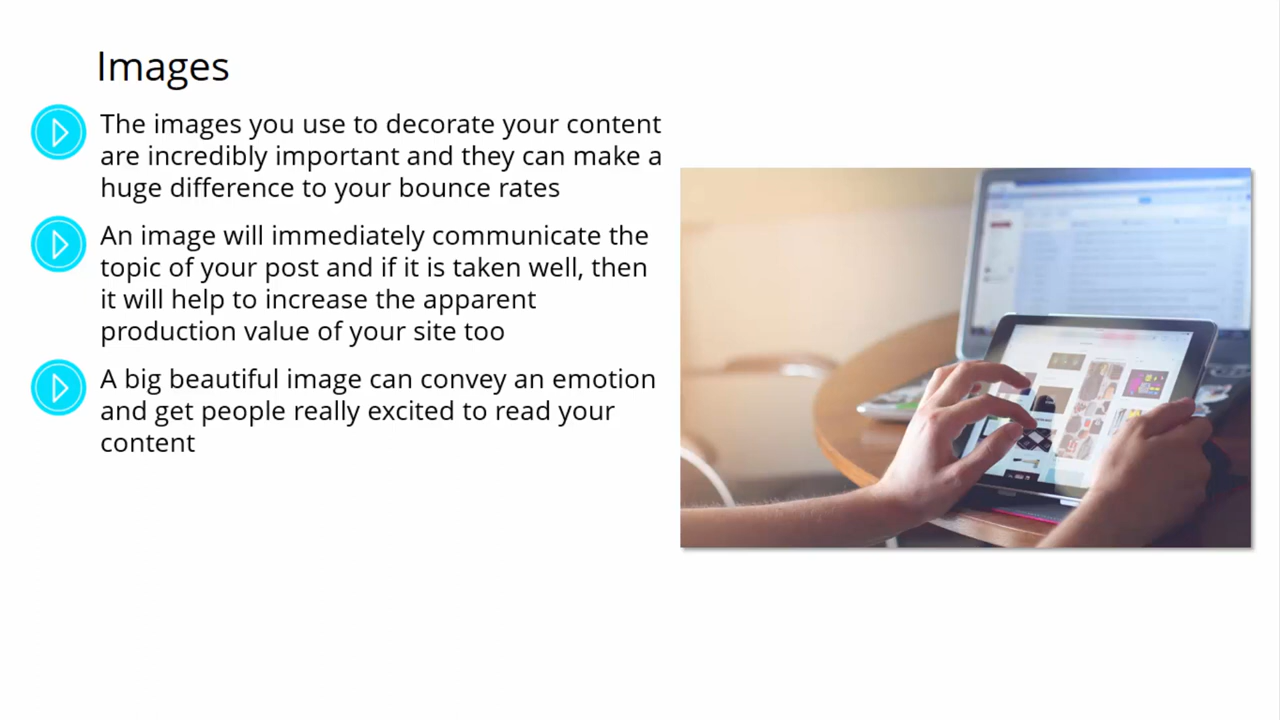 Images
The images you use to decorate your content
are incredibly important and they can make a
huge difference to your bounce rates
An image will immediately communicate the
topic of your post and if it is taken well, then
it will help to increase the apparent
production value of your site too
A big beautiful image can convey an emotion
and get people really excited to read your
content